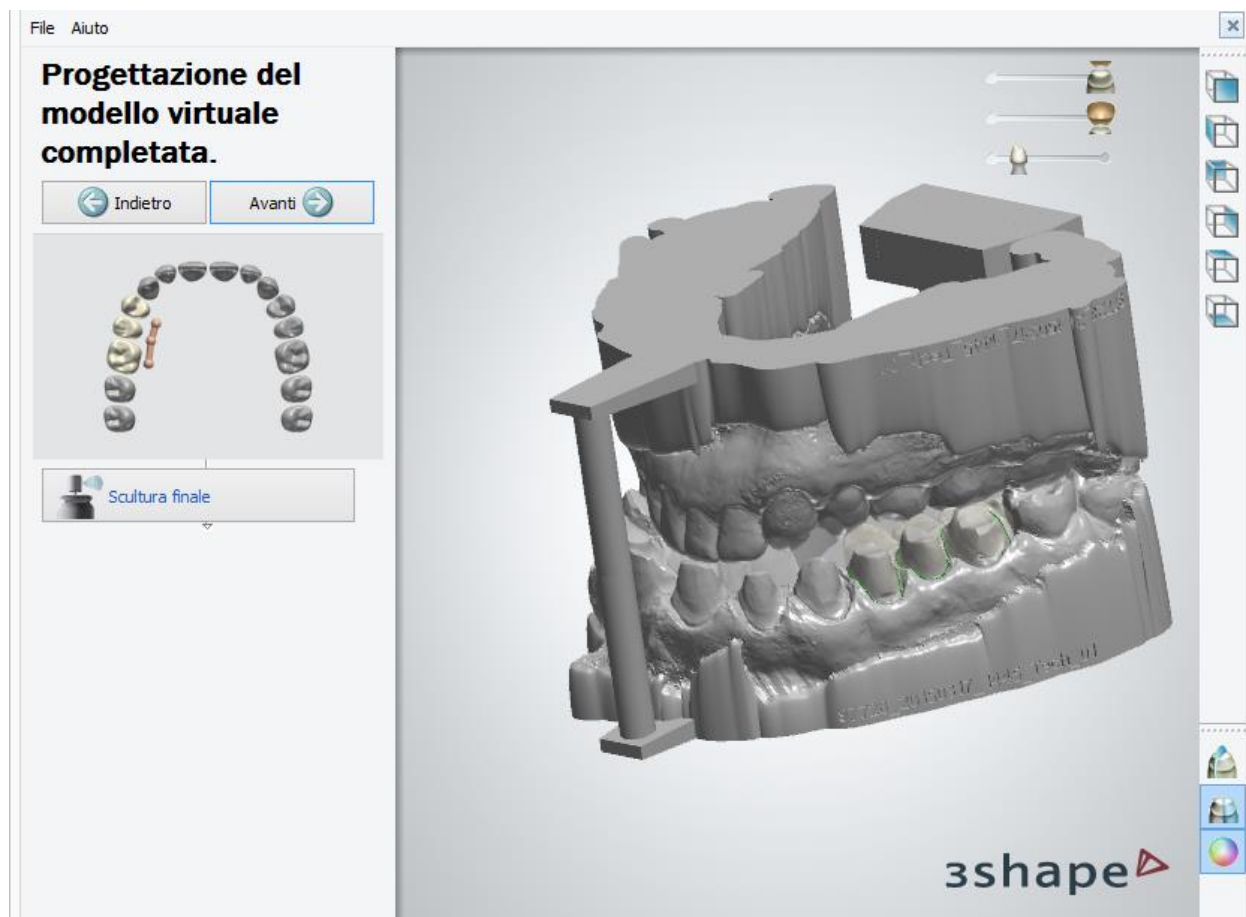 File Aiuto
Progettazione del
modello virtuale
completata.
Indietro
Avanti
Scultura finale
3shape